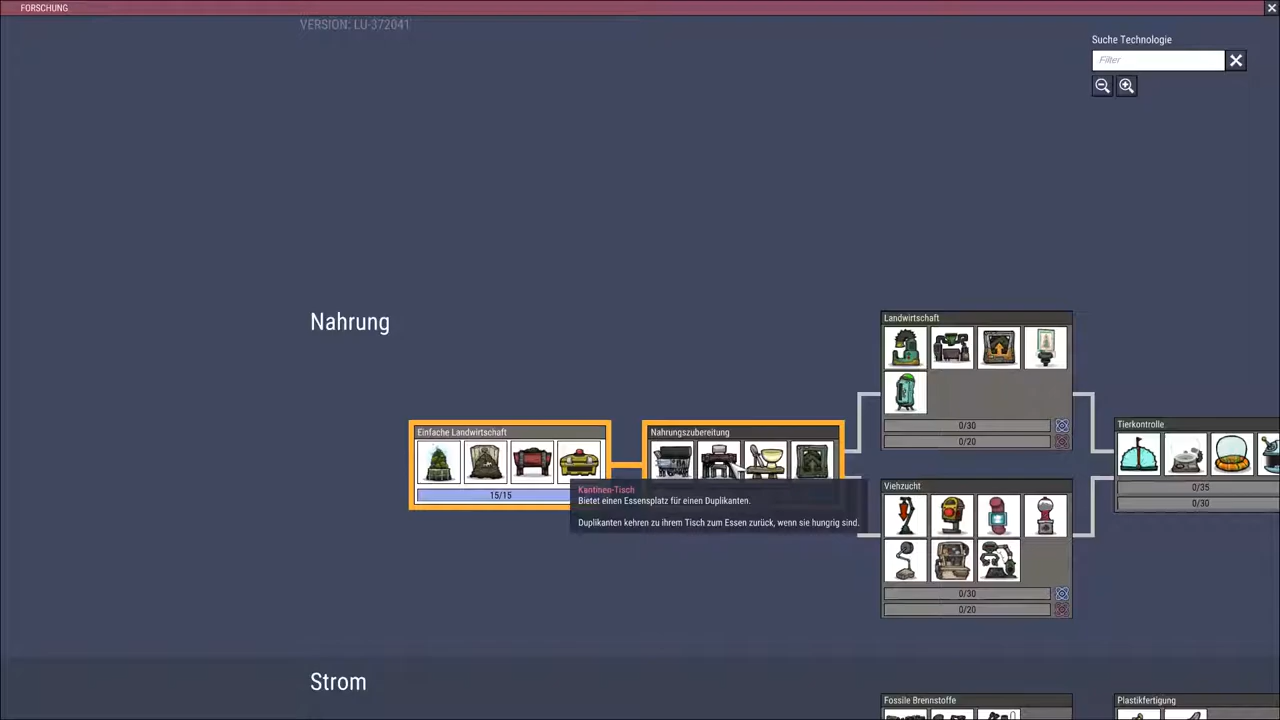 FORSCHUNG
VERSION: LU-372041
Suche Technologie
Filter
Nahrung
Landwirtschaft
0/30
0/20
Einfache Landwirtschaft
15/15
Nahrungszubereitung
Kantinen-Tisch
Bietet einen Essensplatz für einen Duplikanten.
Duplikanten kehren zu ihrem Tisch zum Essen zurück, wenn sie hungrig sind.
Tierkontrolle
0/35
0/30
Viehzucht
0/30
0/20
Strom
Fossile Brennstoffe
Plastikfertigung